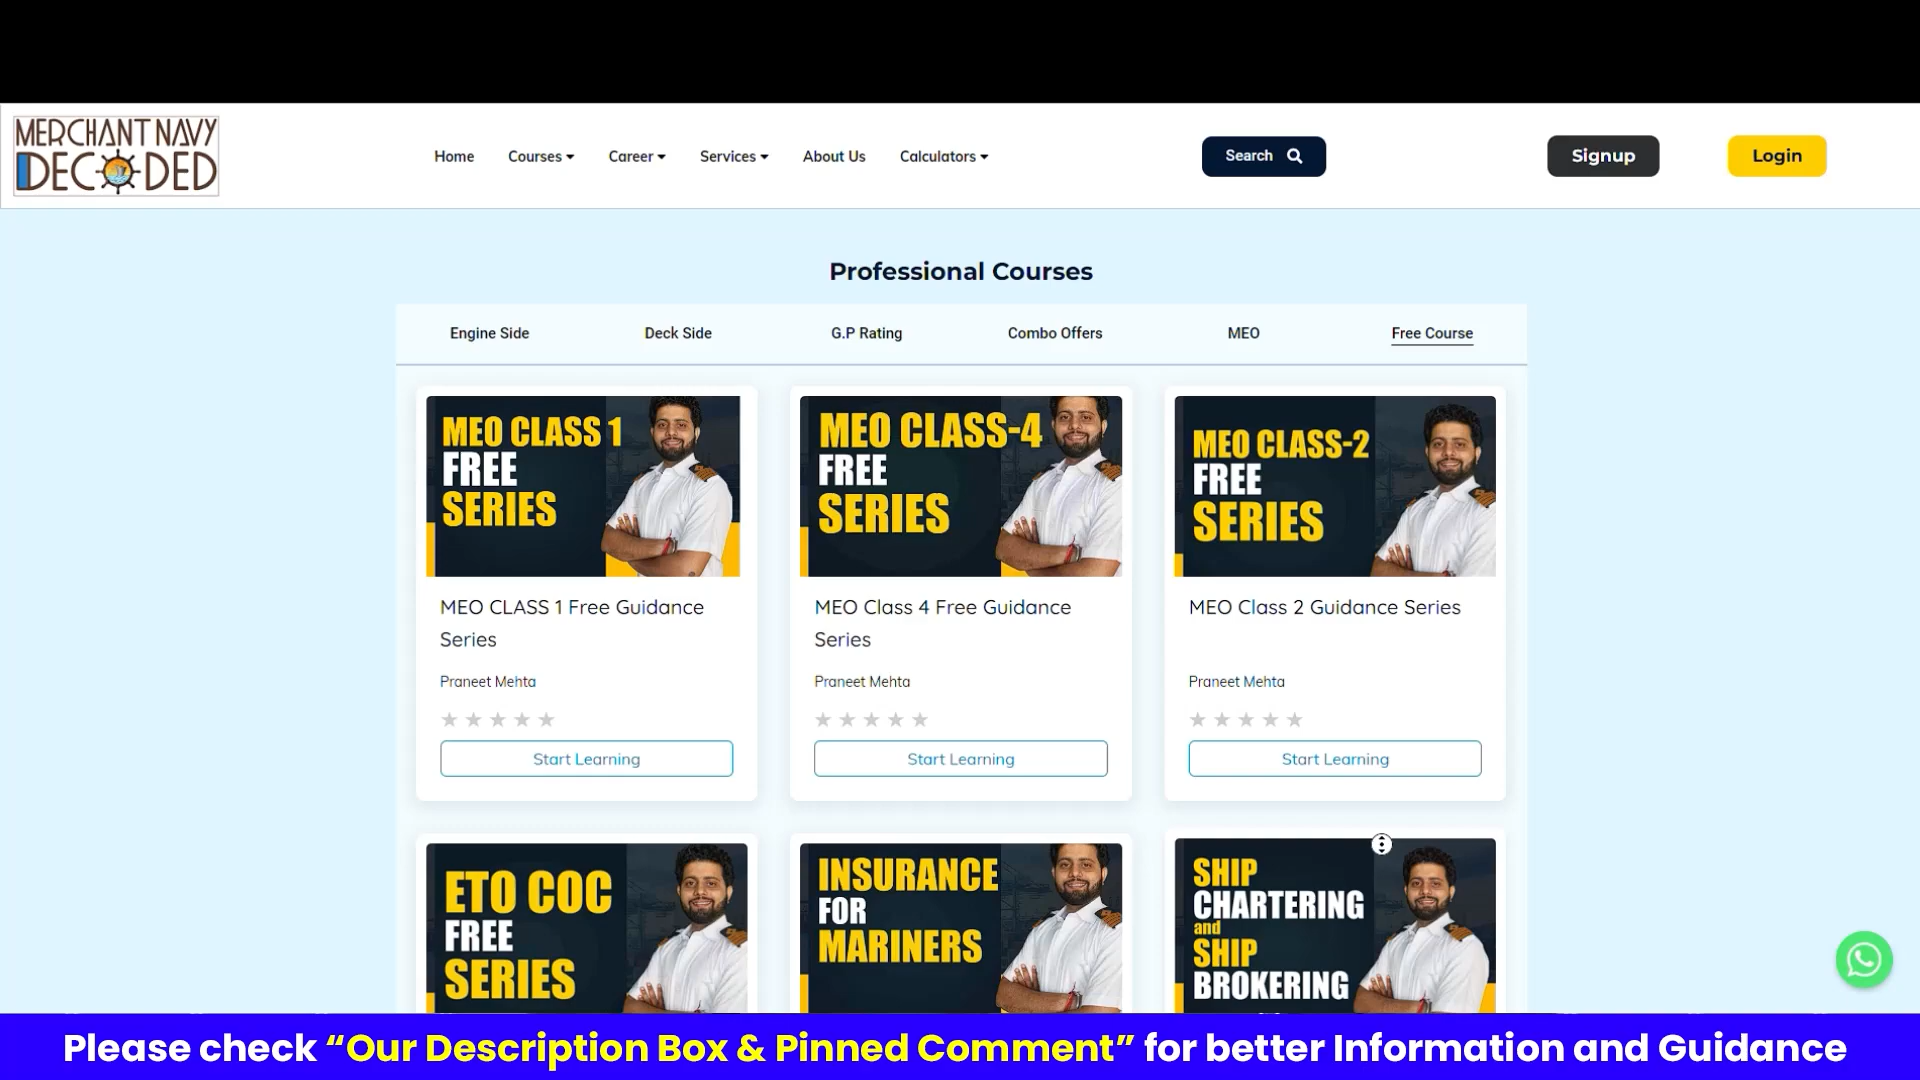 MERCHANT NAVY
DECODED
Home
Courses
Career
Services
About Us
Calculators
Search
Signup
Login
Professional Courses
Engine Side
Deck Side
G.P Rating
Combo Offers
MEO
Free Course
MEO CLASS 1
FREE
SERIES
MEO CLASS-4
FREE
SERIES
MEO CLASS-2
FREE
SERIES
MEO CLASS 1 Free Guidance
Series
MEO Class 4 Free Guidance
Series
MEO Class 2 Guidance Series
Praneet Mehta
Praneet Mehta
Praneet Mehta
Start Learning
Start Learning
Start Learning
ETO COC
FREE
SERIES
INSURANCE
FOR
MARINERS
SHIP
CHARTERING
and
SHIP
BROKERING
Please check “Our Description Box & Pinned Comment” for better Information and Guidance